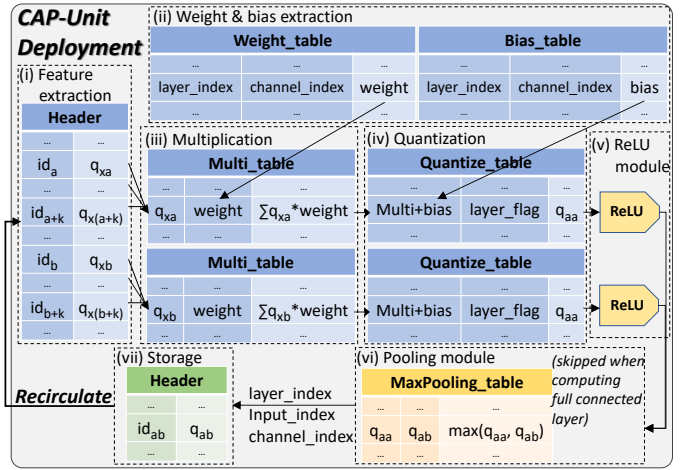 CAP-Unit
Deployment
(ii) Weight & bias extraction
Weight_table
Bias_table
... ... ...
layer_index channel_index weight
... ... ...
... ... ...
layer_index channel_index bias
... ... ...
(i) Feature
extraction
Header
... ...
id_a q_xa
... ...
id_a+k q_x(a+k)
... ...
id_b q_xb
... ...
id_b+k q_x(b+k)
... ...
(iii) Multiplication
Multi_table
... ... ...
q_xa weight ∑q_xa*weight
... ... ...
Multi_table
... ... ...
q_xb weight ∑q_xb*weight
... ... ...
(iv) Quantization
Quantize_table
... ... ...
Multi+bias layer_flag q_aa
... ... ...
Quantize_table
... ... ...
Multi+bias layer_flag q_aa
... ... ...
(v) ReLU
module
ReLU
ReLU
(vi) Pooling module
(skipped when
computing
full connected
layer)
MaxPooling_table
... ... ...
q_aa q_ab max(q_aa, q_ab)
... ... ...
layer_index
Input_index
channel_index
(vii) Storage
Header
... ...
id_ab q_ab
... ...
Recirculate